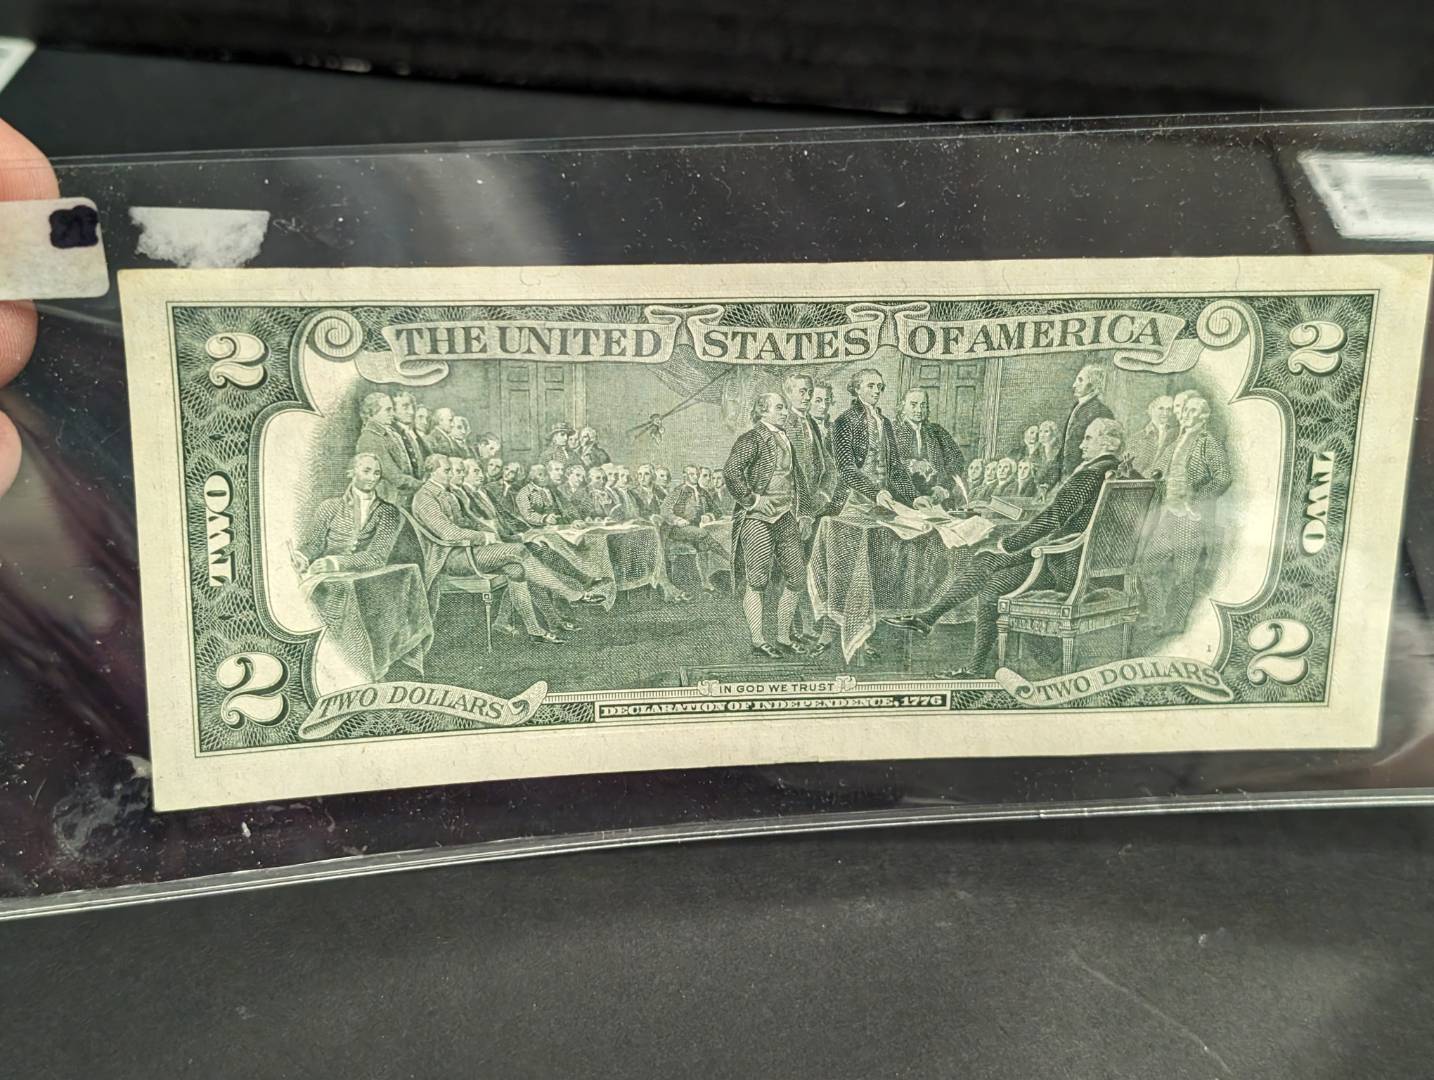 2
THE UNITED STATES OF AMERICA
2
TWO
TWO
2
TWO DOLLARS
IN GOD WE TRUST
DECLARATION OF INDEPENDENCE, 1776
TWO DOLLARS
1
2